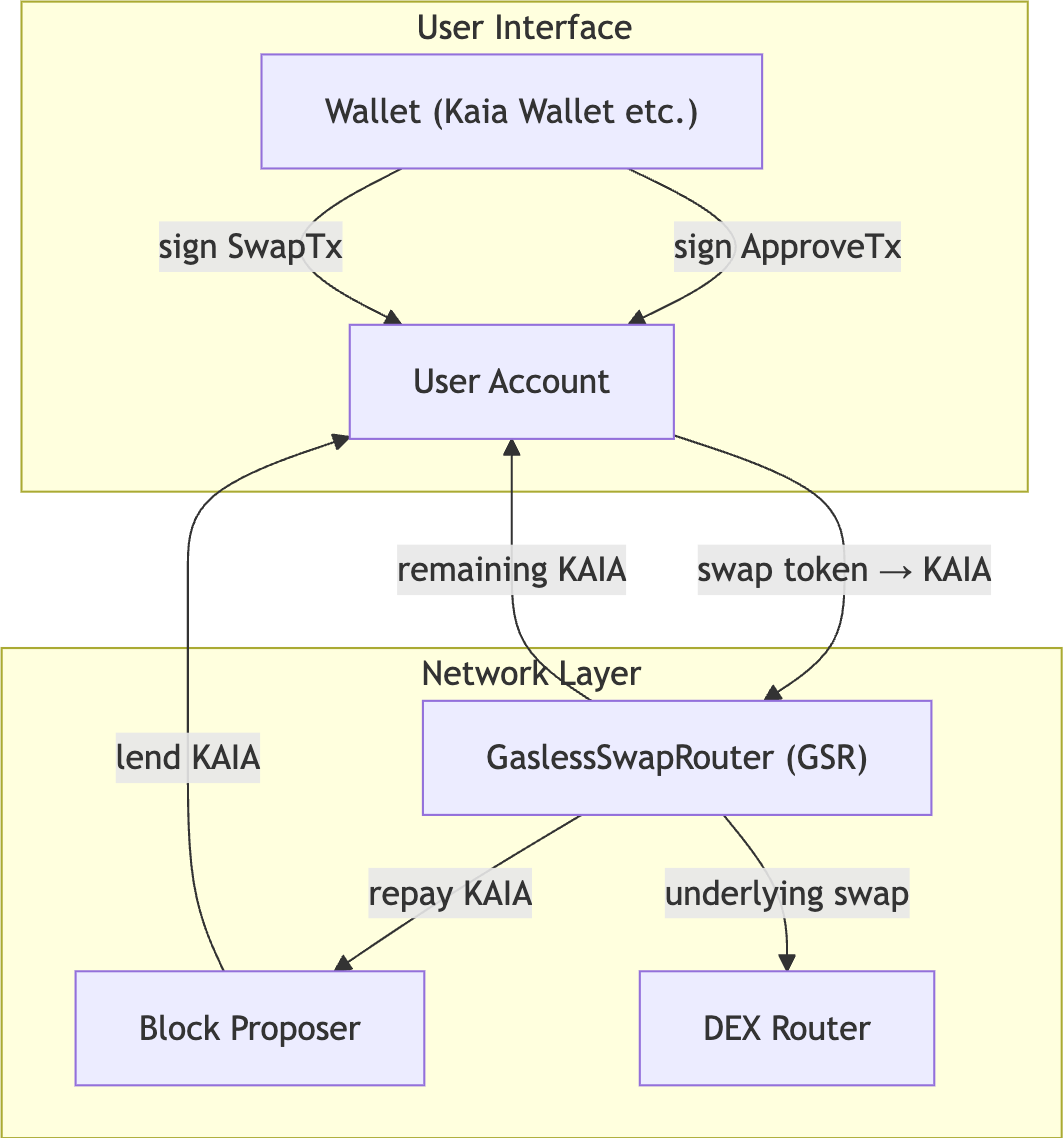 User Interface
Wallet (Kaia Wallet etc.)
sign SwapTx
sign ApproveTx
User Account
remaining KAIA
swap token → KAIA
Network Layer
lend KAIA
GaslessSwapRouter (GSR)
repay KAIA
underlying swap
Block Proposer
DEX Router